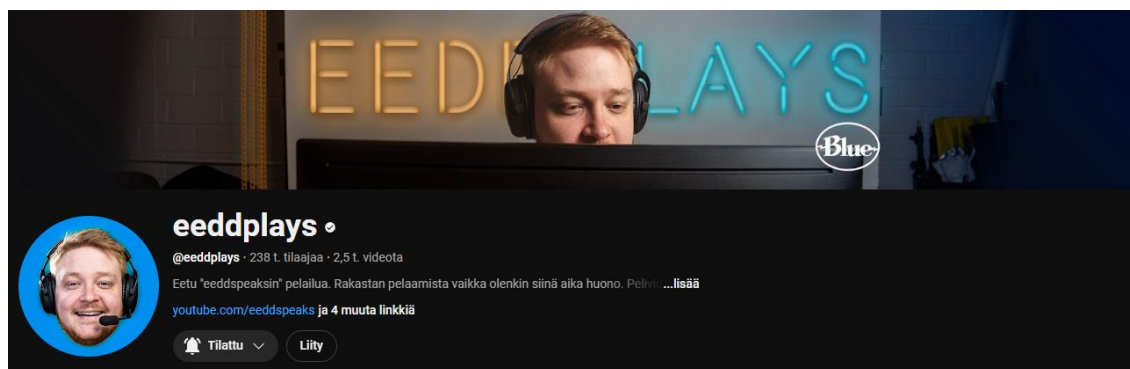 EEDD LAYS
Blue
eeddplays
@eeddplays · 238 t. tilaajaa · 2,5 t. videota
Eetu "eeddspeaksin" pelailua. Rakastan pelaamista vaikka olenkin siinä aika huono. ...lisää
youtube.com/eeddspeaks ja 4 muuta linkkiä
Tilattu
Liity